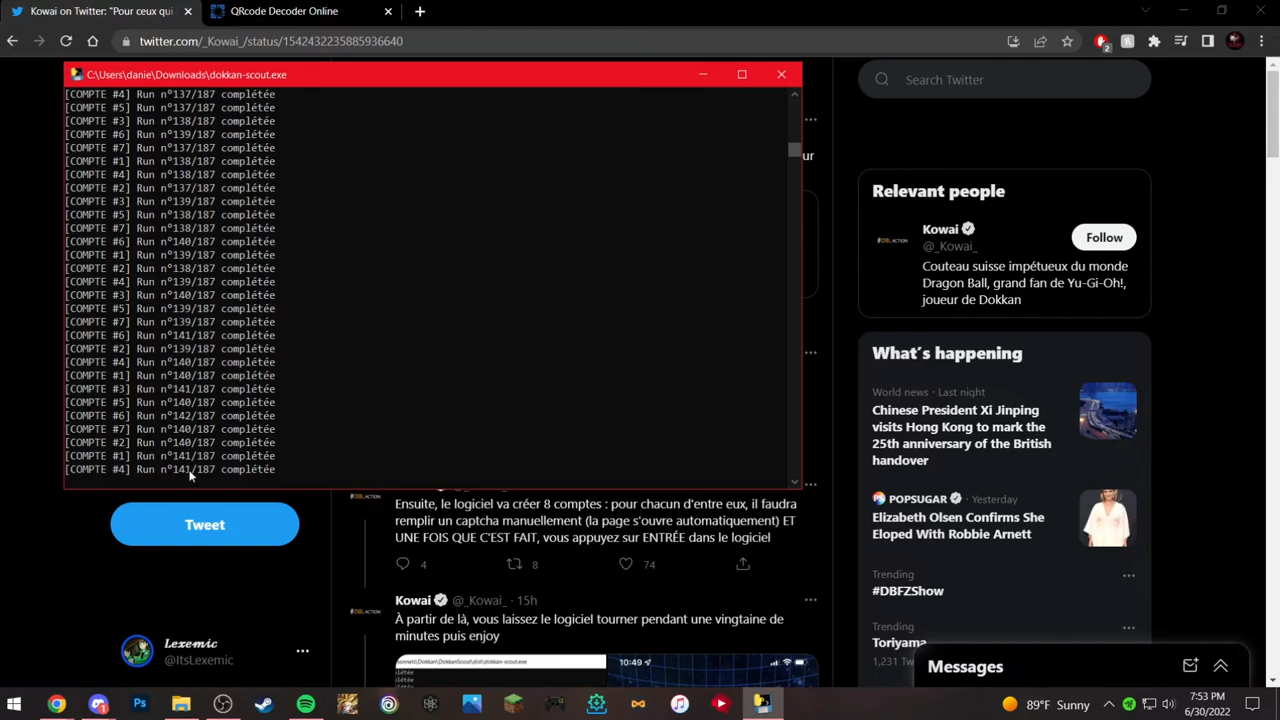 Kowai on Twitter: "Pour ceux qui
QRcode Decoder Online
twitter.com/_Kowai_/status/1542432235885936640
C:\Users\danie\Downloads\dokkan-scout.exe
[COMPTE #4] Run n°137/187 complétée
[COMPTE #5] Run n°137/187 complétée
[COMPTE #3] Run n°138/187 complétée
[COMPTE #6] Run n°139/187 complétée
[COMPTE #7] Run n°137/187 complétée
[COMPTE #1] Run n°138/187 complétée
[COMPTE #4] Run n°138/187 complétée
[COMPTE #2] Run n°137/187 complétée
[COMPTE #3] Run n°139/187 complétée
[COMPTE #5] Run n°138/187 complétée
[COMPTE #7] Run n°138/187 complétée
[COMPTE #6] Run n°140/187 complétée
[COMPTE #1] Run n°139/187 complétée
[COMPTE #2] Run n°138/187 complétée
[COMPTE #4] Run n°139/187 complétée
[COMPTE #3] Run n°140/187 complétée
[COMPTE #5] Run n°139/187 complétée
[COMPTE #7] Run n°139/187 complétée
[COMPTE #6] Run n°141/187 complétée
[COMPTE #2] Run n°139/187 complétée
[COMPTE #4] Run n°140/187 complétée
[COMPTE #1] Run n°140/187 complétée
[COMPTE #3] Run n°141/187 complétée
[COMPTE #5] Run n°140/187 complétée
[COMPTE #6] Run n°142/187 complétée
[COMPTE #7] Run n°140/187 complétée
[COMPTE #2] Run n°140/187 complétée
[COMPTE #1] Run n°141/187 complétée
[COMPTE #4] Run n°141/187 complétée
ur
Tweet
Lexemic
@ItsLexemic
Ensuite, le logiciel va créer 8 comptes : pour chacun d'entre eux, il faudra
remplir un captcha manuellement (la page s'ouvre automatiquement) ET
UNE FOIS QUE C'EST FAIT, vous appuyez sur ENTRÉE dans le logiciel
4 8 74
Kowai @_Kowai_ · 15h
À partir de là, vous laissez le logiciel tourner pendant une vingtaine de
minutes puis enjoy
10:49
Search Twitter
Relevant people
Kowai
@_Kowai_
Follow
Couteau suisse impétueux du monde
Dragon Ball, grand fan de Yu-Gi-Oh!,
joueur de Dokkan
What's happening
World news · Last night
Chinese President Xi Jinping
visits Hong Kong to mark the
25th anniversary of the British
handover
POPSUGAR · Yesterday
Elizabeth Olsen Confirms She
Eloped With Robbie Arnett
Trending
#DBFZShow
Trending
Toriyama
Messages
Sunny
7:53 PM
6/30/2022